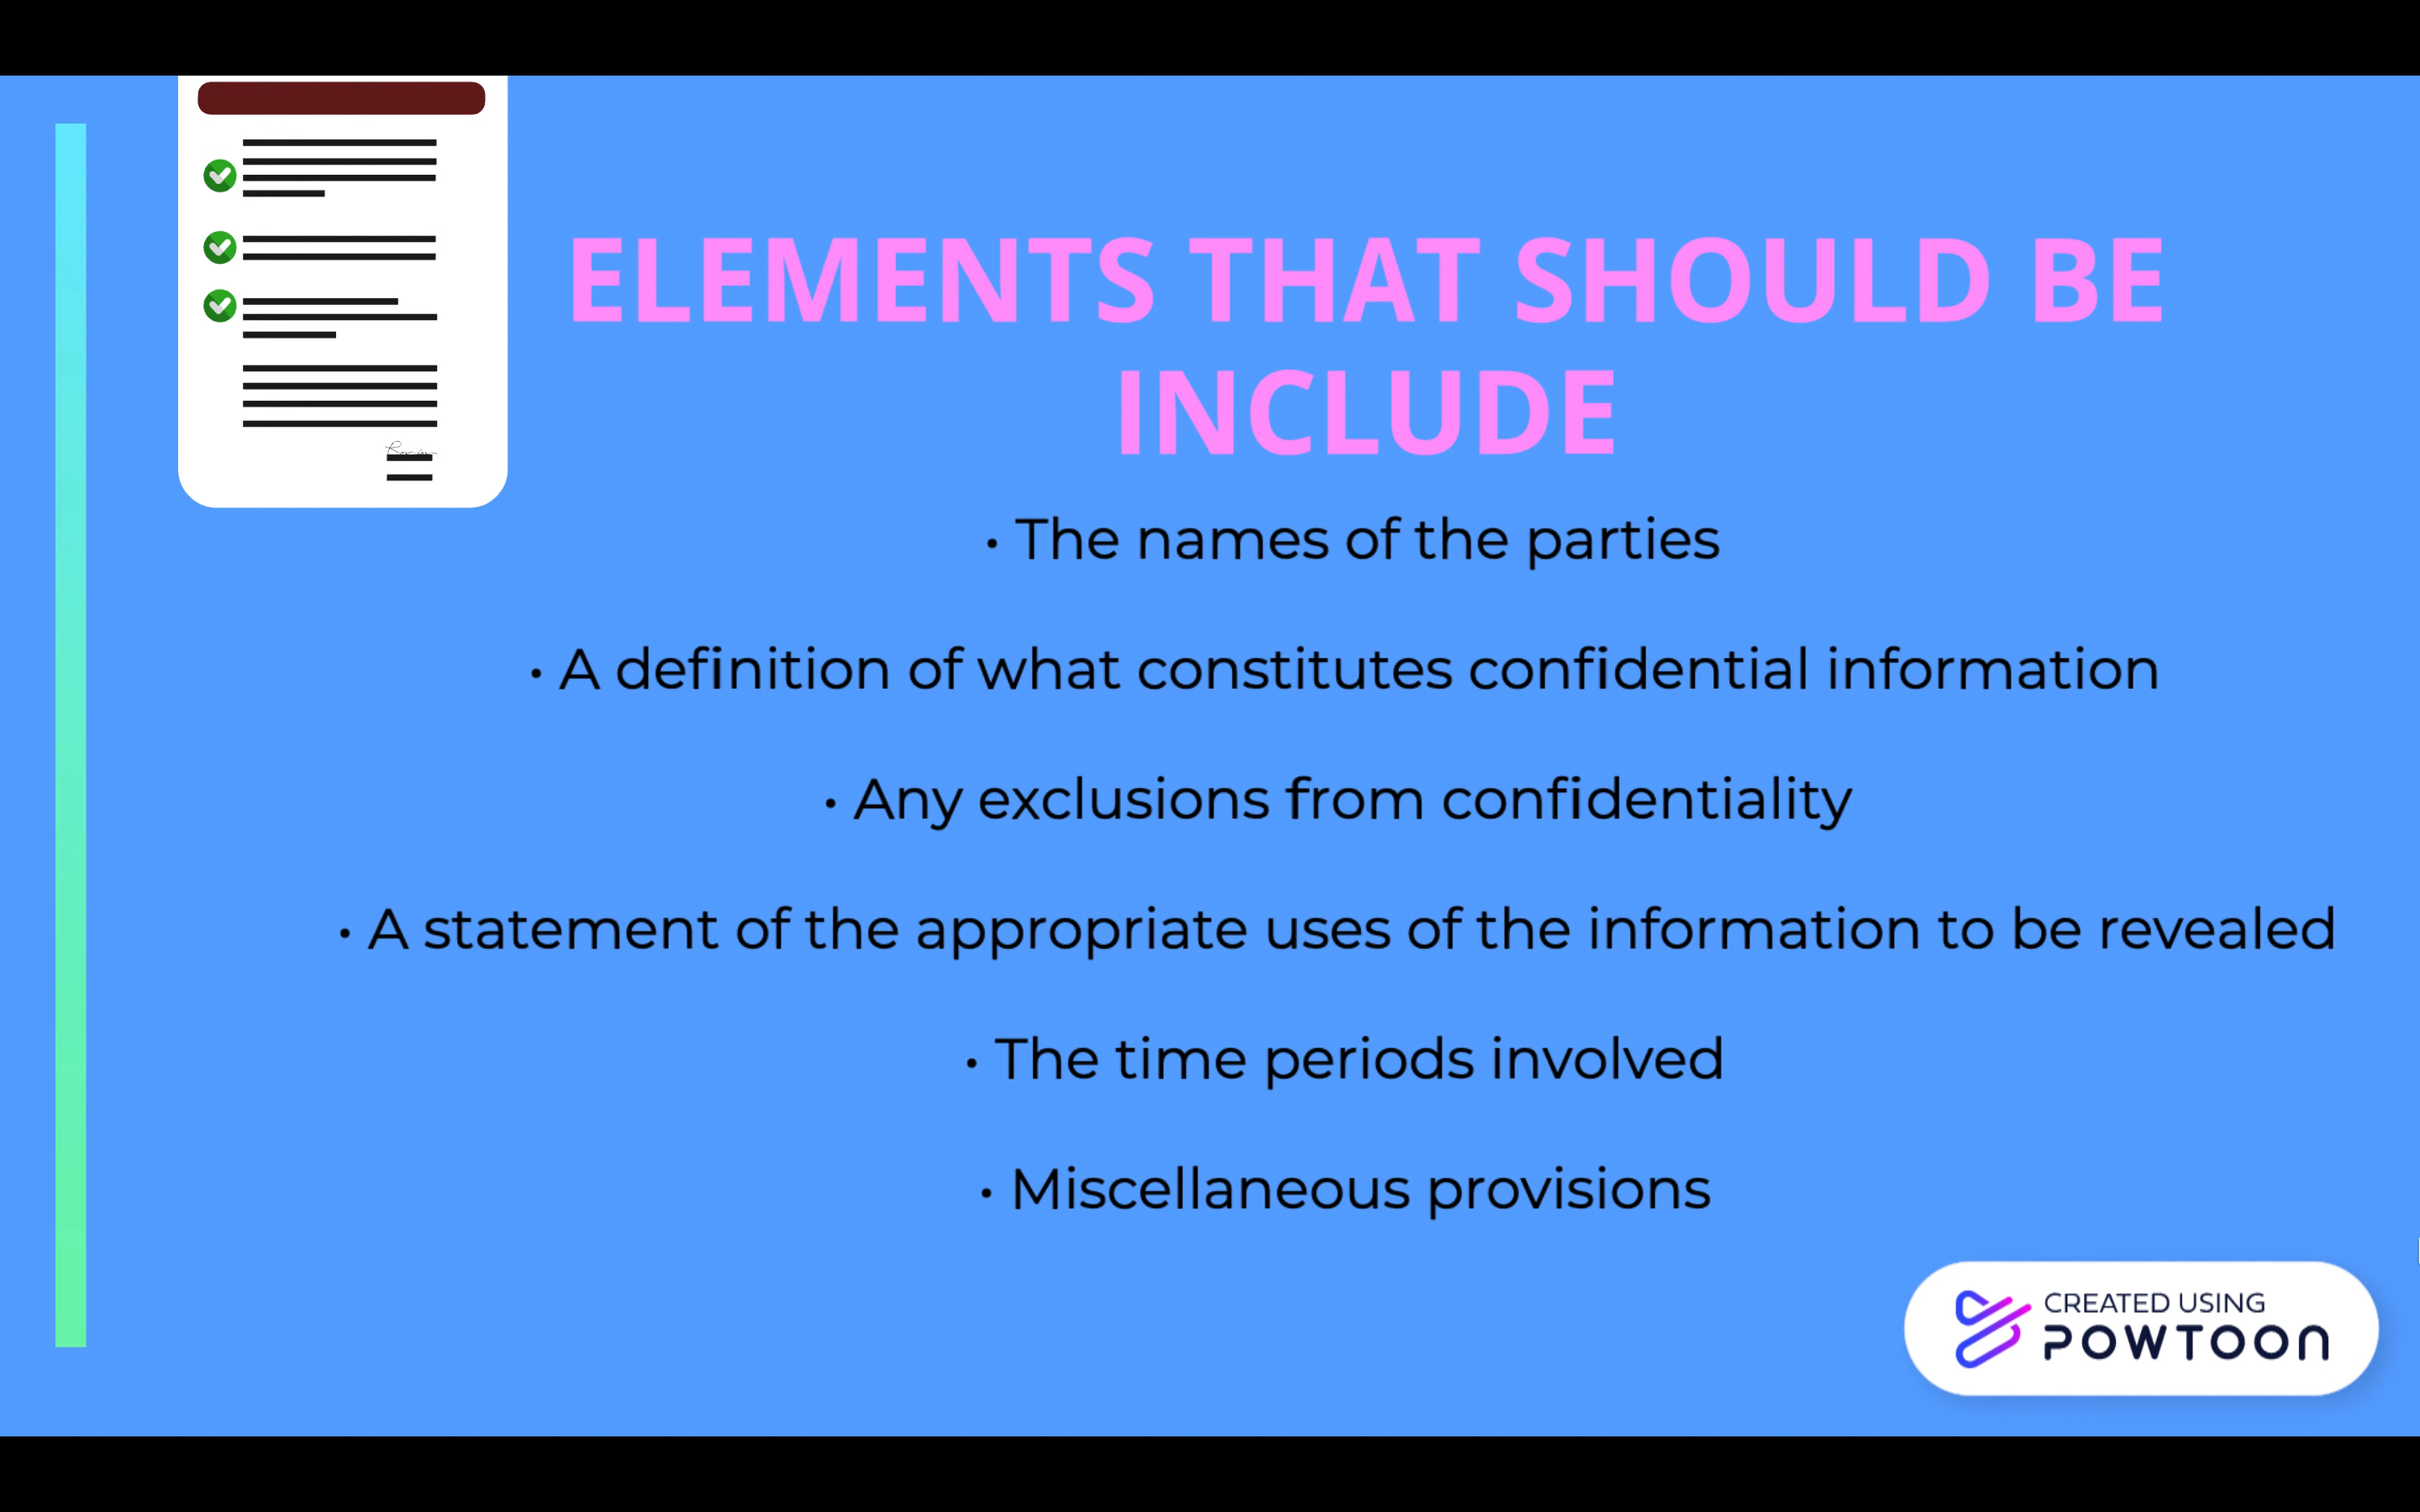 ELEMENTS THAT SHOULD BE
INCLUDE
• The names of the parties
• A definition of what constitutes confidential information
• Any exclusions from confidentiality
• A statement of the appropriate uses of the information to be revealed
• The time periods involved
• Miscellaneous provisions
CREATED USING
POWTOON